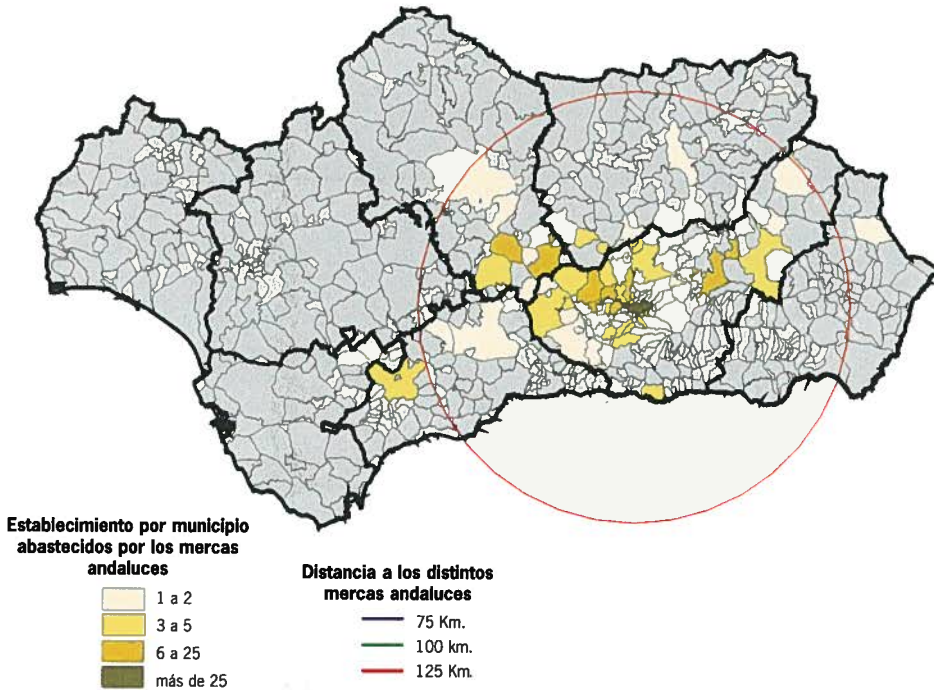 Establecimiento por municipio
abastecidos por los mercas
andaluces
1 a 2
3 a 5
6 a 25
más de 25
Distancia a los distintos
mercas andaluces
75 Km.
100 km.
125 Km.